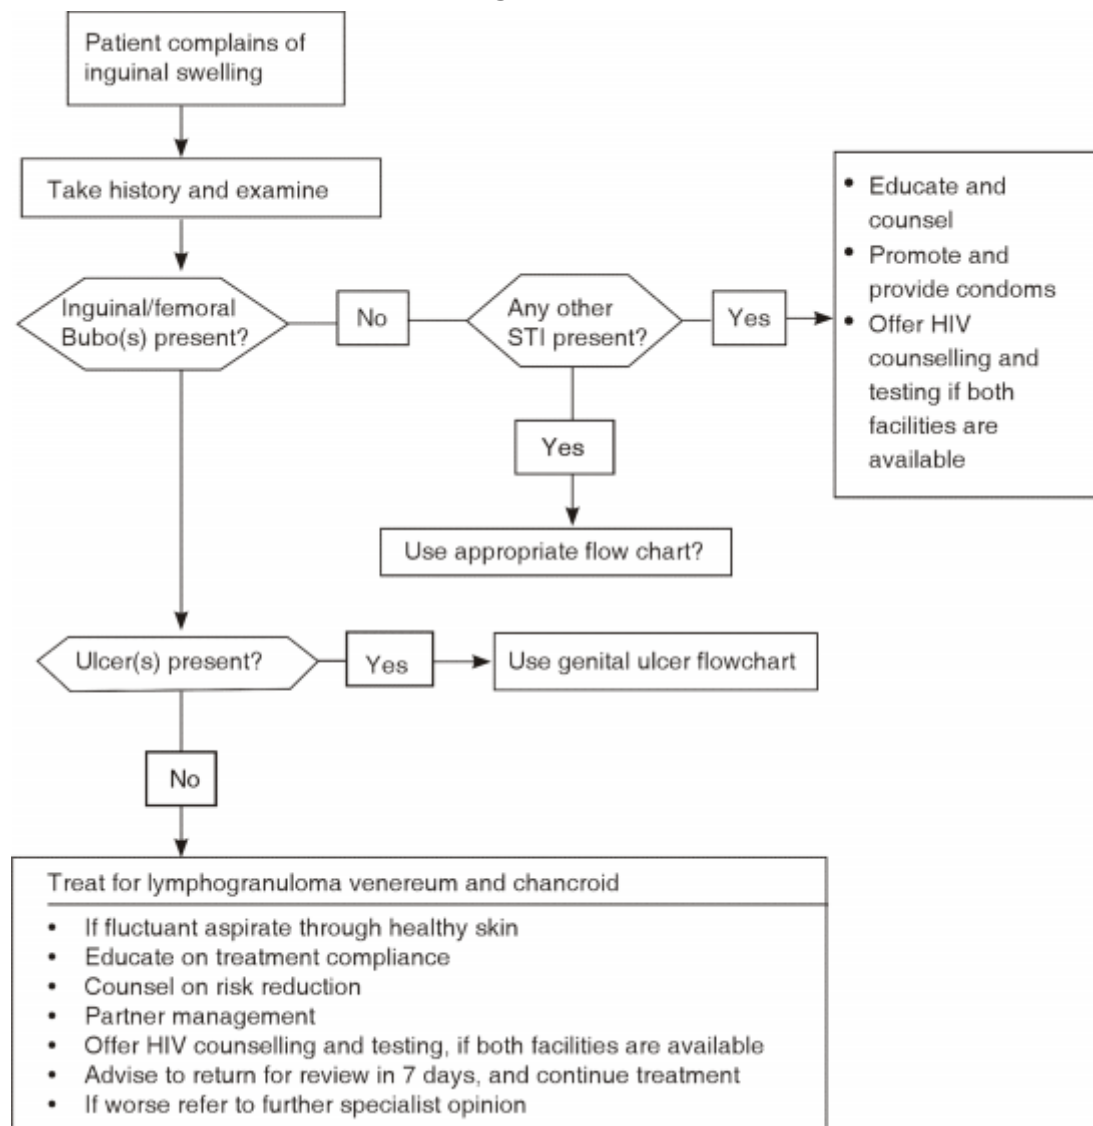 Patient complains of
inguinal swelling
Take history and examine
Inguinal/femoral
Bubo(s) present?
No
Any other
STI present?
Yes
• Educate and
counsel
• Promote and
provide condoms
• Offer HIV
counselling and
testing if both
facilities are
available
Yes
Use appropriate flow chart?
Ulcer(s) present?
Yes
Use genital ulcer flowchart
No
Treat for lymphogranuloma venereum and chancroid
• If fluctuant aspirate through healthy skin
• Educate on treatment compliance
• Counsel on risk reduction
• Partner management
• Offer HIV counselling and testing, if both facilities are available
• Advise to return for review in 7 days, and continue treatment
• If worse refer to further specialist opinion